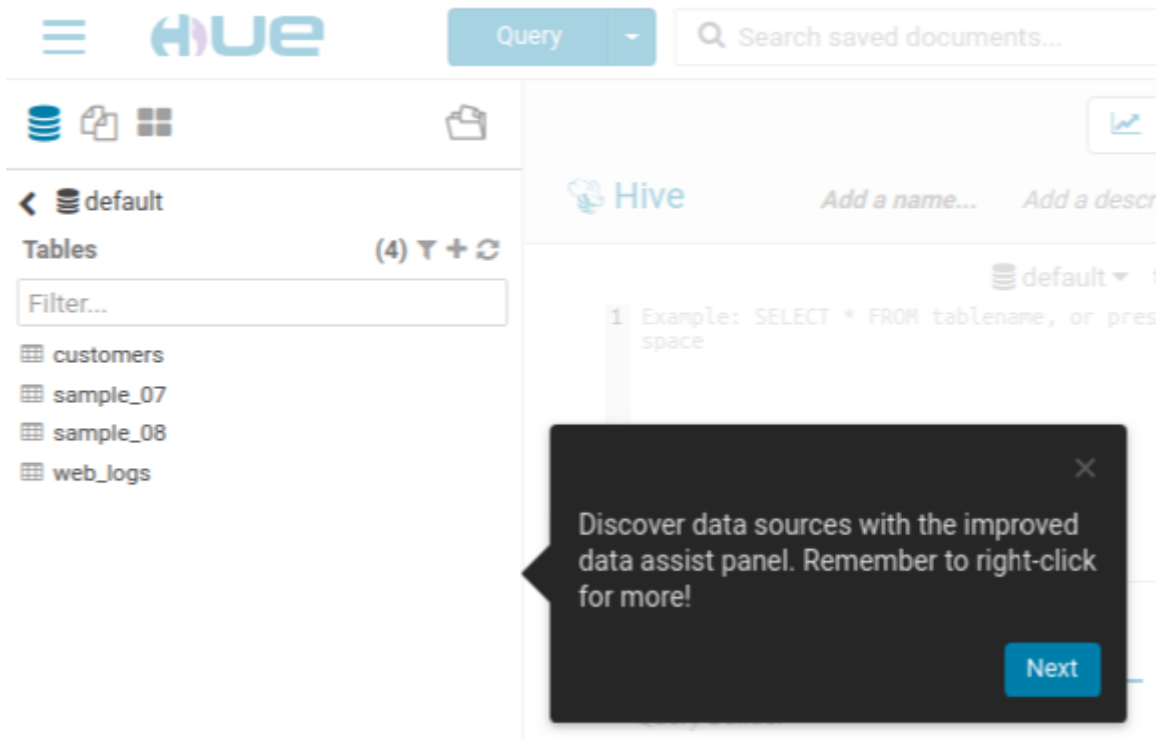 HUE
Query
Search saved documents...
default
Tables (4)
Filter...
customers
sample_07
sample_08
web_logs
Hive Add a name... Add a descr
default
1 Example: SELECT * FROM tablename, or pres
space
Discover data sources with the improved
data assist panel. Remember to right-click
for more!
Next